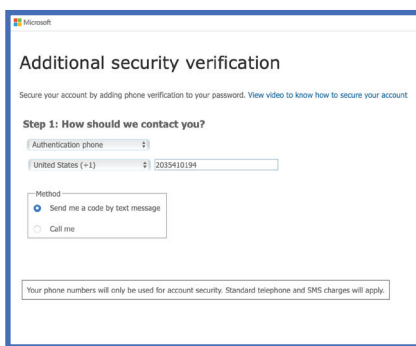 Microsoft
Additional security verification
Secure your account by adding phone verification to your password. View video to know how to secure your account
Step 1: How should we contact you?
Authentication phone
United States (+1) 2035410194
Method
Send me a code by text message
Call me
Your phone numbers will only be used for account security. Standard telephone and SMS charges will apply.